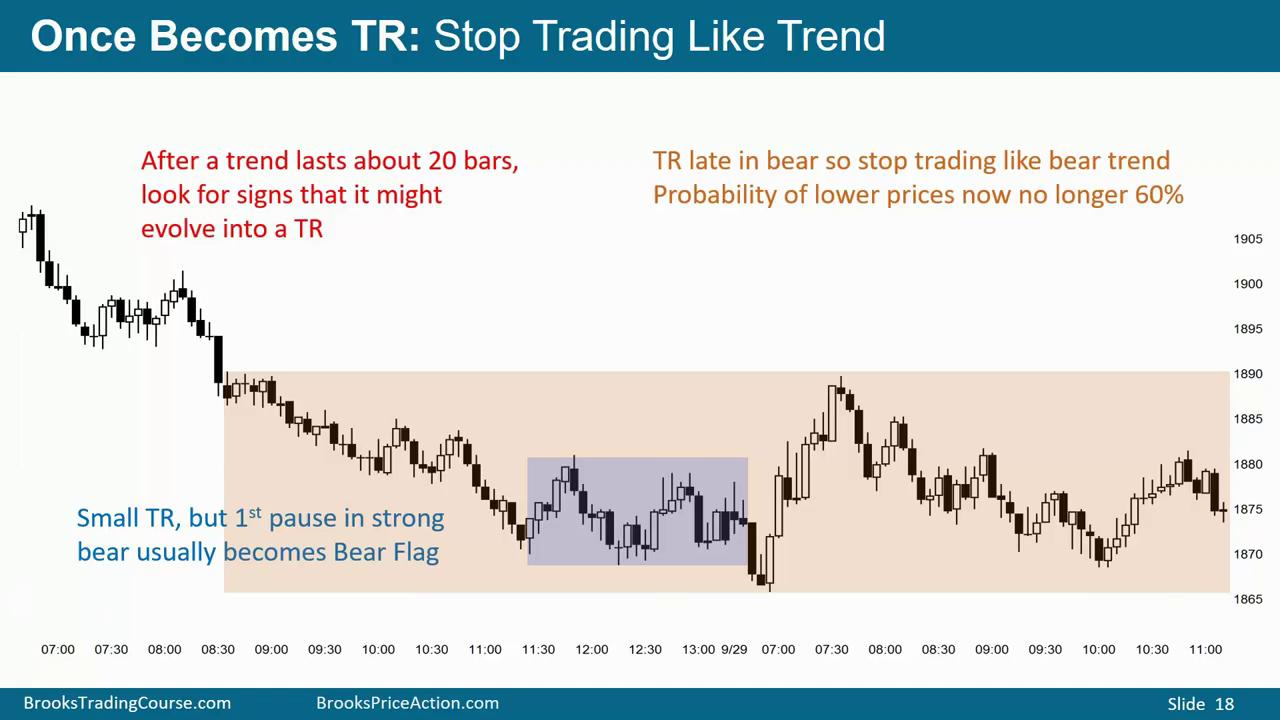 Once Becomes TR: Stop Trading Like Trend
After a trend lasts about 20 bars,
look for signs that it might
evolve into a TR
TR late in bear so stop trading like bear trend
Probability of lower prices now no longer 60%
1905
1900
1895
1890
1885
1880
1875
1870
1865
Small TR, but 1st pause in strong
bear usually becomes Bear Flag
07:00 07:30 08:00 08:30 09:00 09:30 10:00 10:30 11:00 11:30 12:00 12:30 13:00 9/29 07:00 07:30 08:00 08:30 09:00 09:30 10:00 10:30 11:00
BrooksTradingCourse.com BrooksPriceAction.com Slide 18